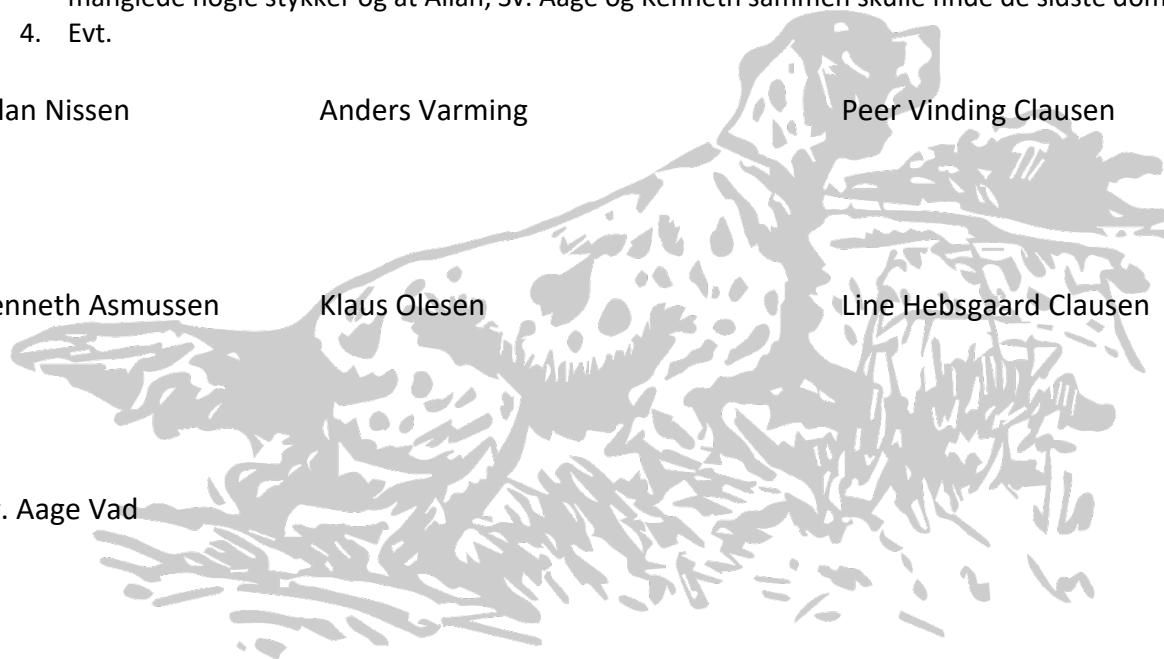 manglede nogle stykker og at Allan, Sv. Aage og Kenneth sammen skulle finde de sidste dom
4. Evt.
lan Nissen Anders Varming Peer Vinding Clausen
enneth Asmussen Klaus Olesen Line Hebsgaard Clausen
. Aage Vad